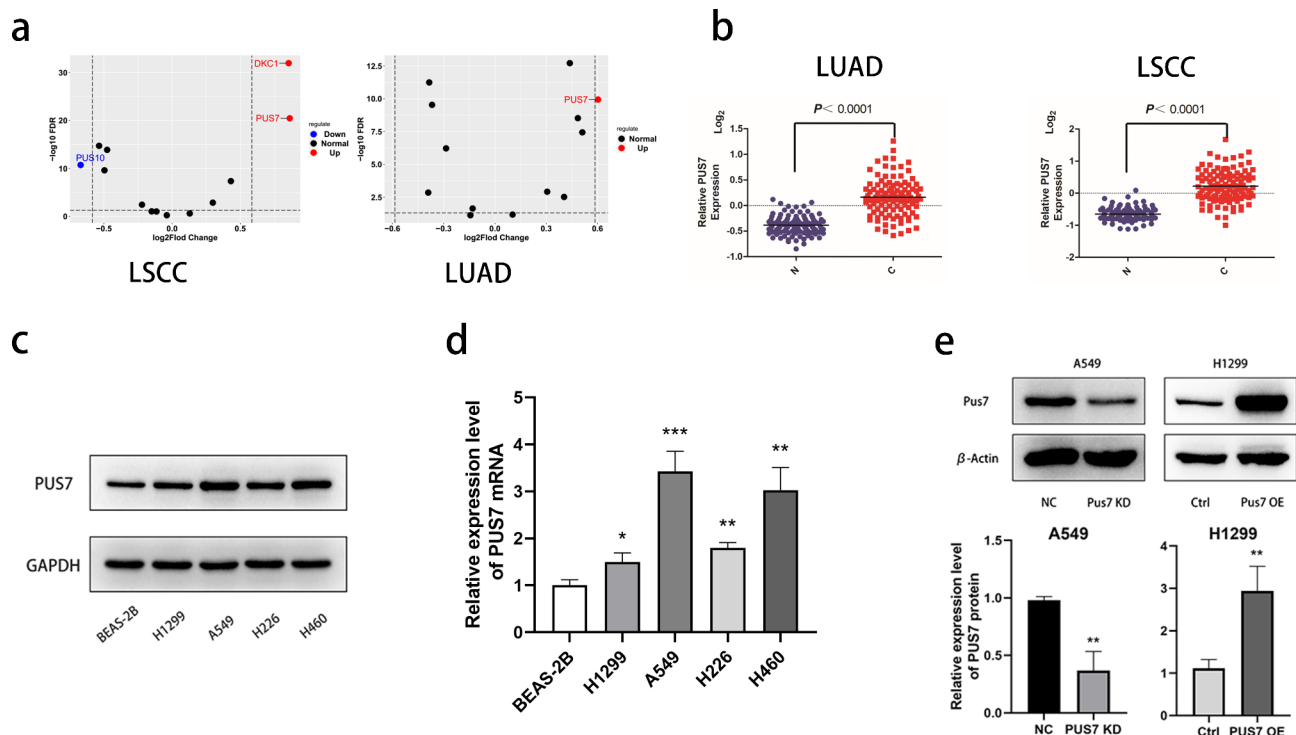 a
−log10 FDR
30
20
10
0
DKC1
PUS7
PUS10
−0.5
0.0
0.5
log2Flod Change
regulate
Down
Normal
Up
LSCC
−log10 FDR
12.5
10.0
7.5
5.0
2.5
PUS7
−0.6
−0.3
0.0
0.3
0.6
log2Flod Change
regulate
Normal
Up
LUAD
b
LUAD
P< 0.0001
Log2
Relative PUS7
Expression
1.5
1.0
0.5
0.0
-0.5
-1.0
N
C
LSCC
P< 0.0001
Log2
Relative PUS7
Expression
2
1
0
-1
-2
N
C
c
PUS7
GAPDH
BEAS-2B
H1299
A549
H226
H460
d
Relative expression level
of PUS7 mRNA
5
4
3
2
1
0
*
***
**
**
BEAS-2B
H1299
A549
H226
H460
e
A549
H1299
Pus7
β-Actin
NC
Pus7 KD
Ctrl
Pus7 OE
A549
Relative expression level
of PUS7 protein
1.5
1.0
0.5
0.0
**
NC
PUS7 KD
H1299
4
3
2
1
0
**
Ctrl
PUS7 OE